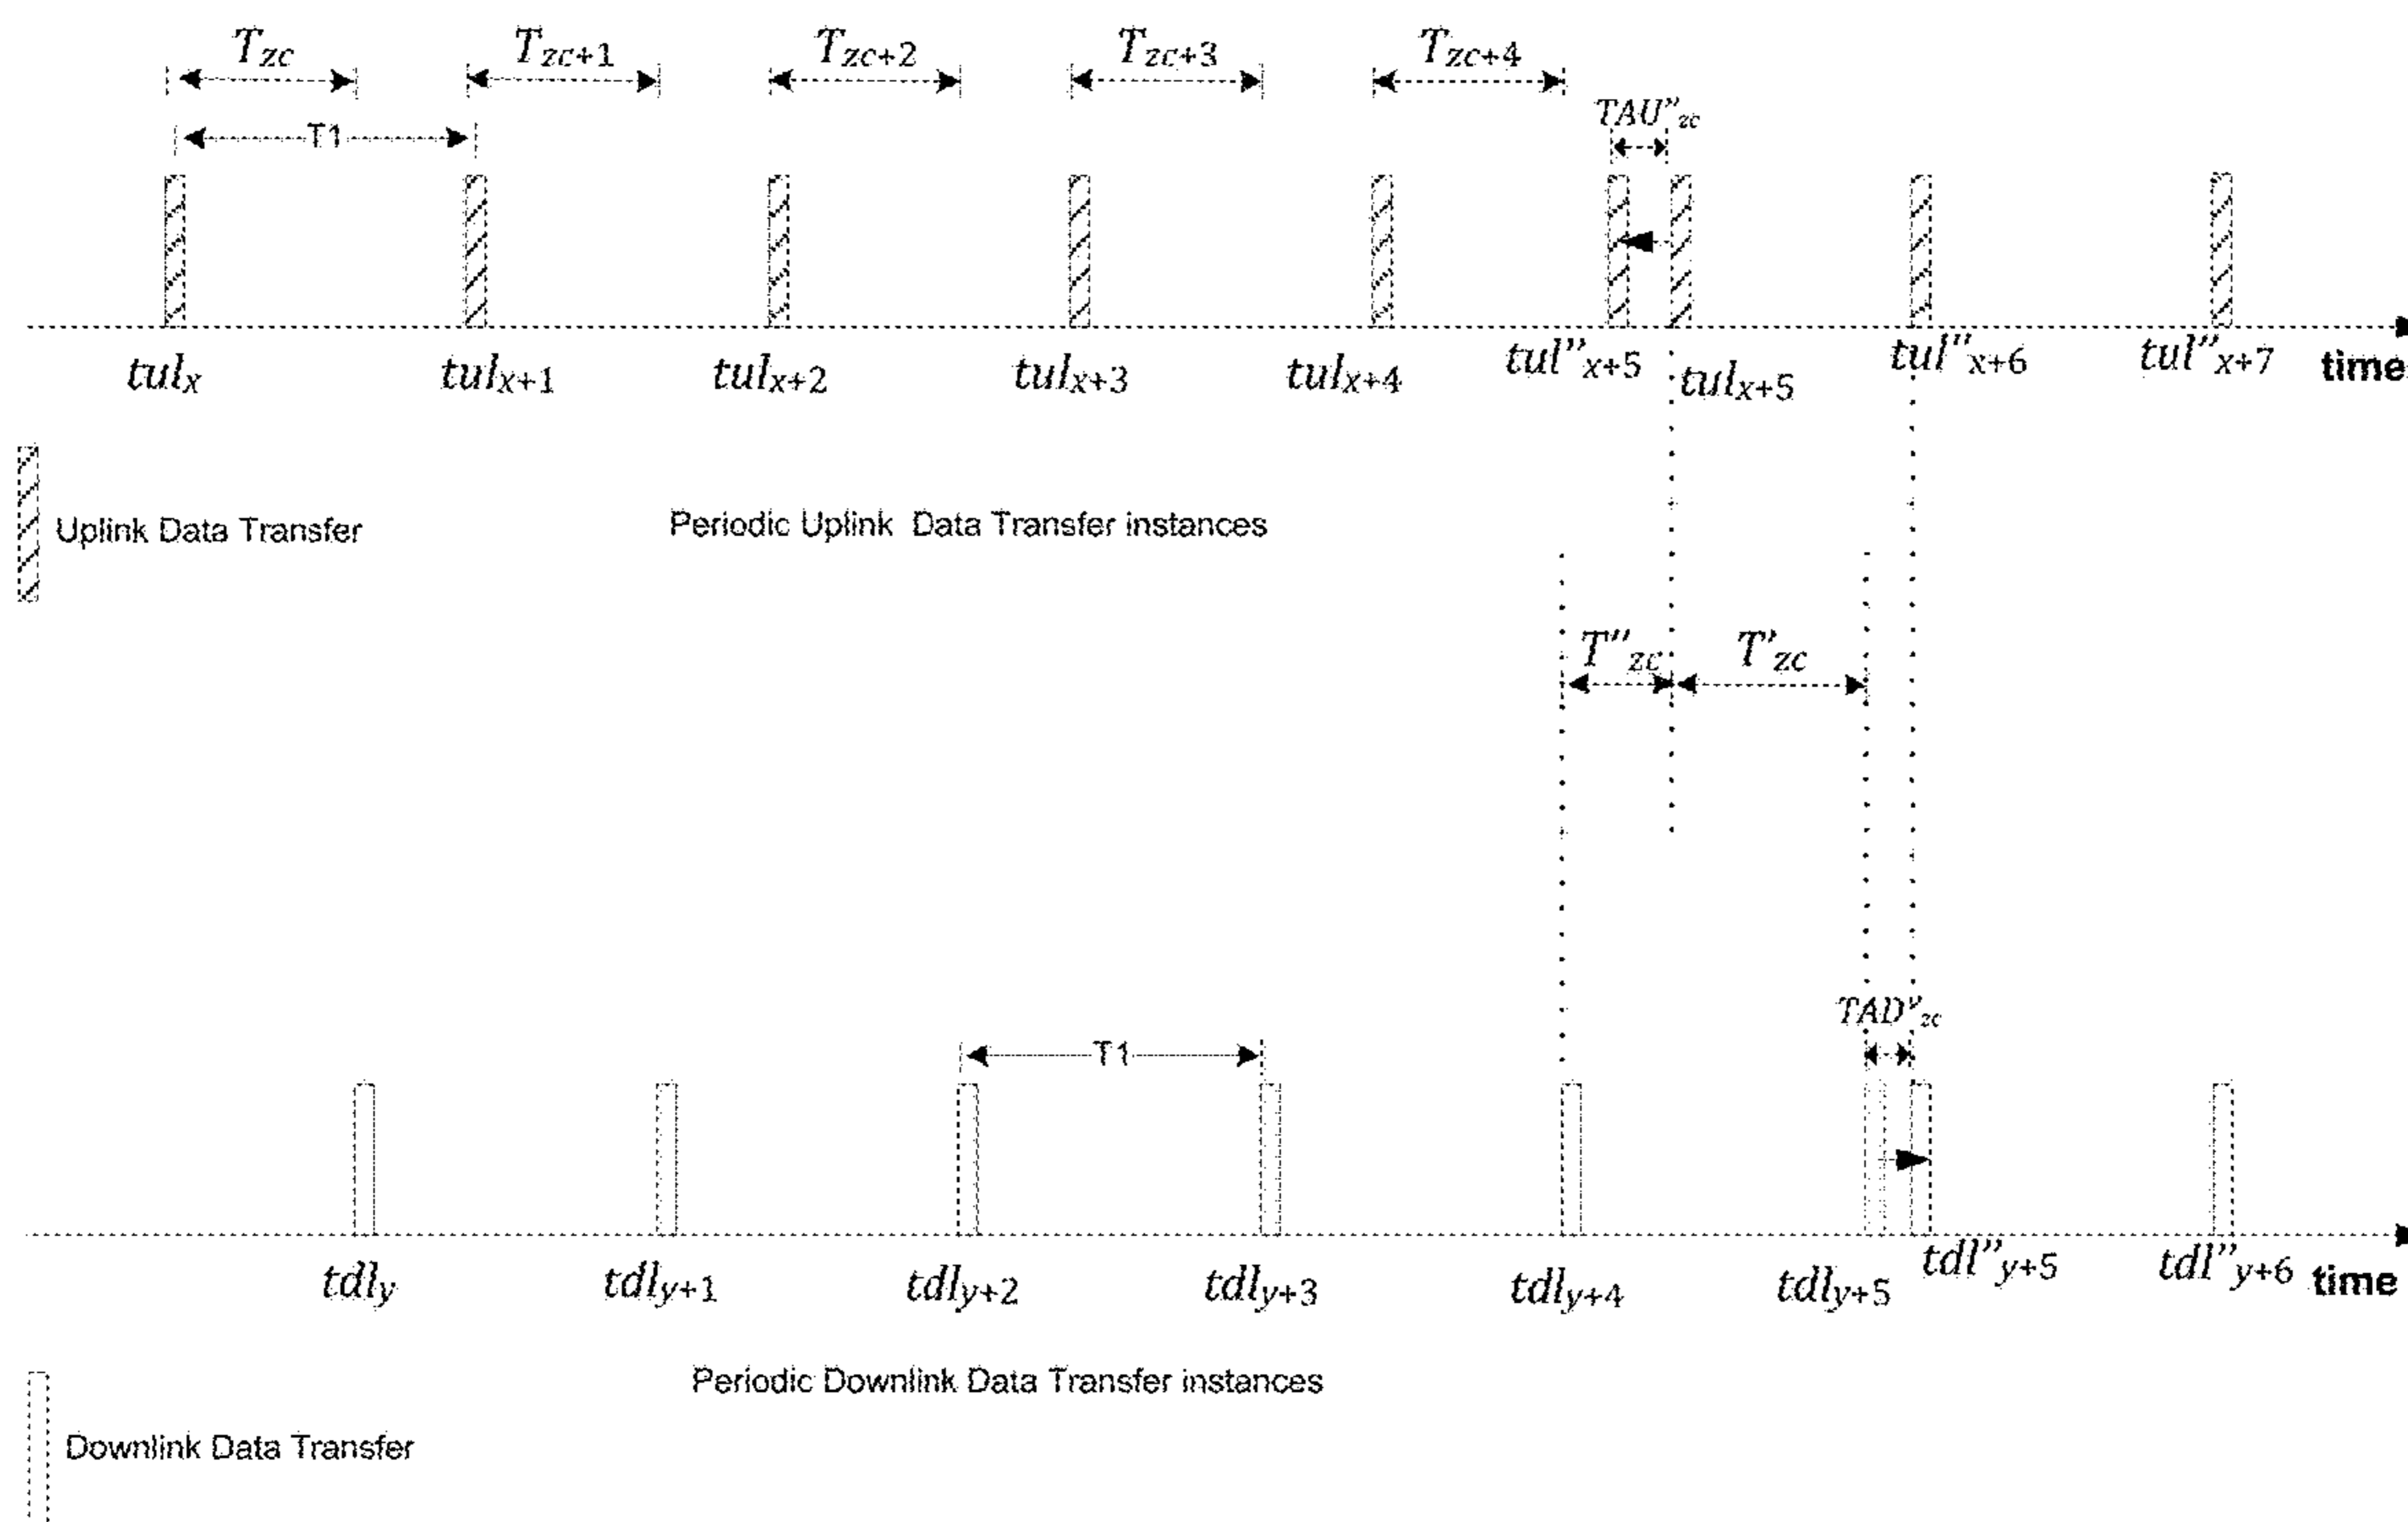 Tzc Tzc+1 Tzc+2 Tzc+3 Tzc+4
TAU”zc
T1
tulx tulx+1 tulx+2 tulx+3 tulx+4 tul”x+5 tulx+5 tul”x+6 tul”x+7 time
Uplink Data Transfer
Periodic Uplink Data Transfer instances
T”zc T’zc
TAD”zc
T1
tdly tdly+1 tdly+2 tdly+3 tdly+4 tdly+5 tdl”y+5 tdl”y+6 time
Periodic Downlink Data Transfer instances
Downlink Data Transfer